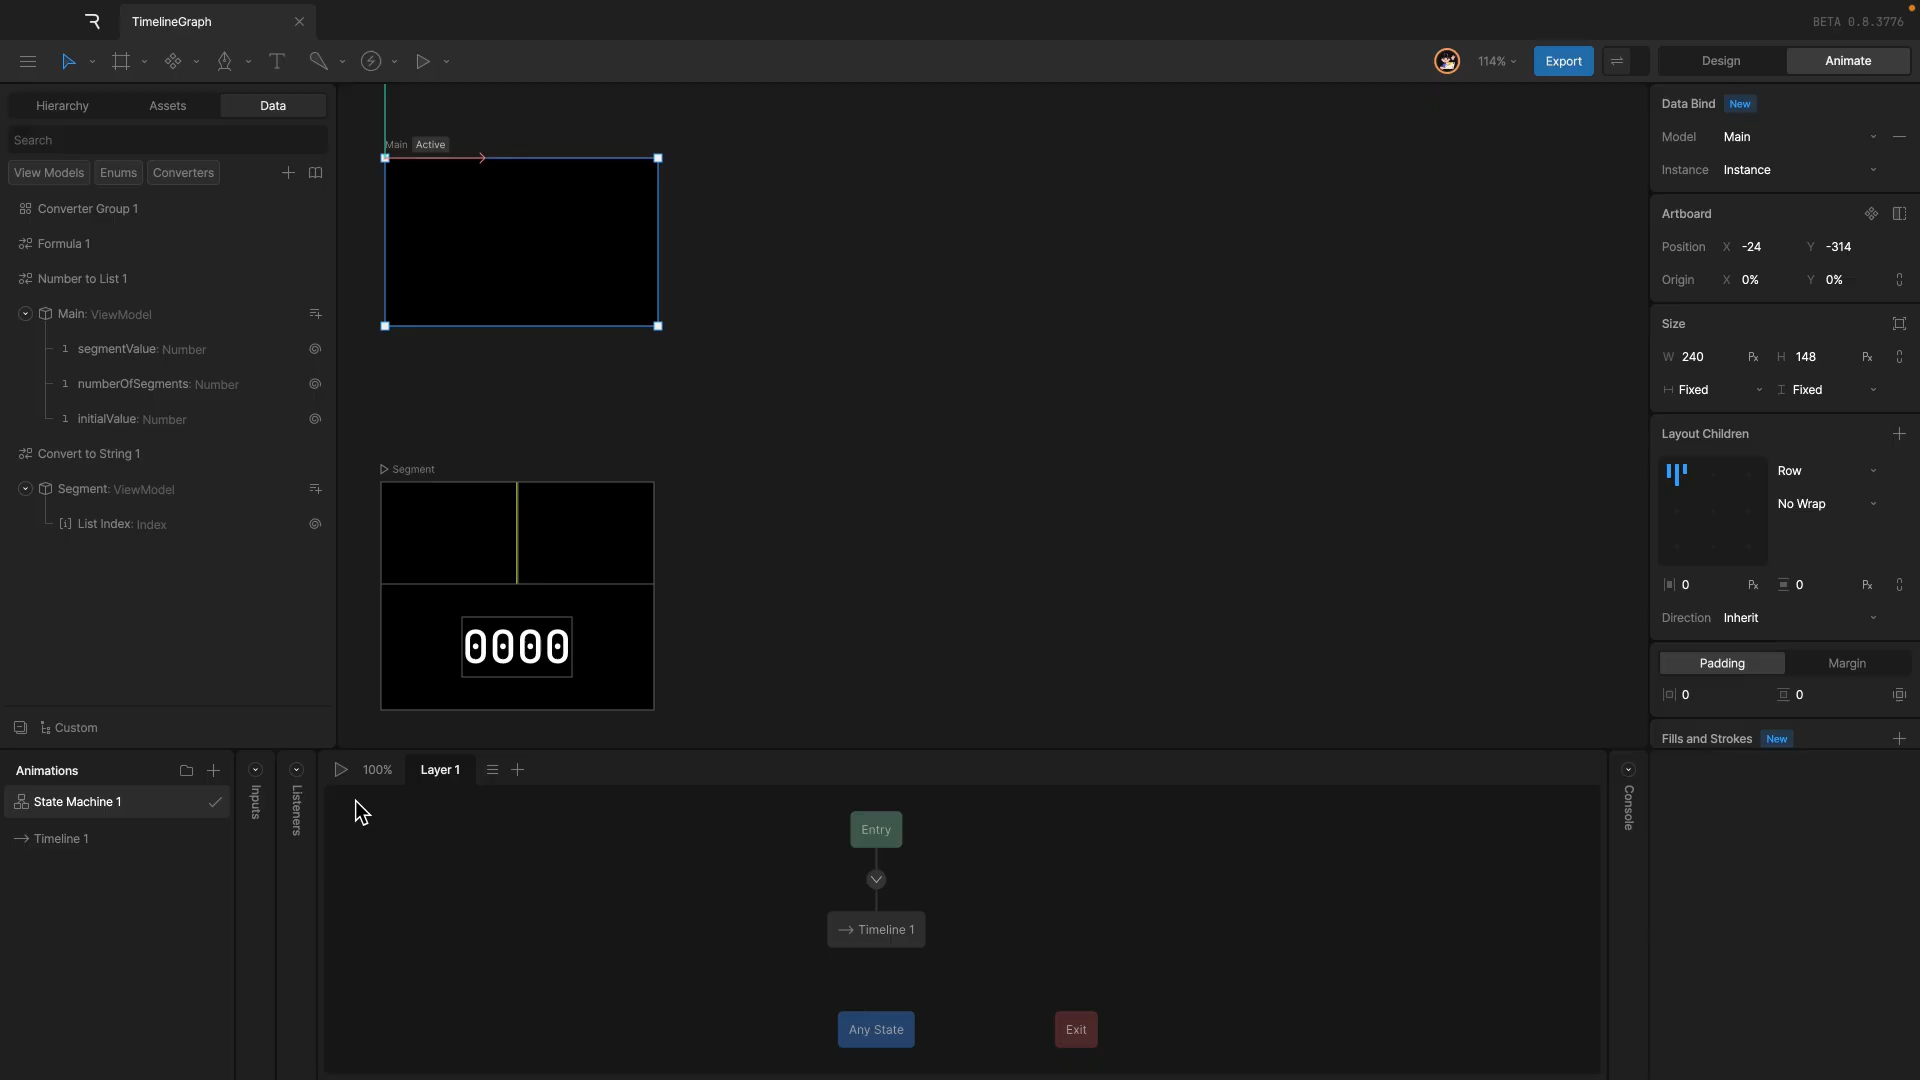 TimelineGraph
BETA 0.8.3776
114%
Export
Design
Animate
Hierarchy
Assets
Data
Search
View Models
Enums
Converters
Converter Group 1
Formula 1
Number to List 1
Main: ViewModel
1 segmentValue: Number
1 numberOfSegments: Number
1 initialValue: Number
Convert to String 1
Segment: ViewModel
[i] List Index: Index
Custom
Main
Active
Segment
0000
Data Bind New
Model Main
Instance Instance
Artboard
Position X -24 Y -314
Origin X 0% Y 0%
Size
W 240 Px H 148 Px
Fixed Fixed
Layout Children
Row
No Wrap
0 Px 0 Px
Direction Inherit
Padding Margin
0 0
Fills and Strokes New
Animations
State Machine 1
Timeline 1
Inputs
Listeners
100%
Layer 1
Entry
Timeline 1
Any State
Exit
Console